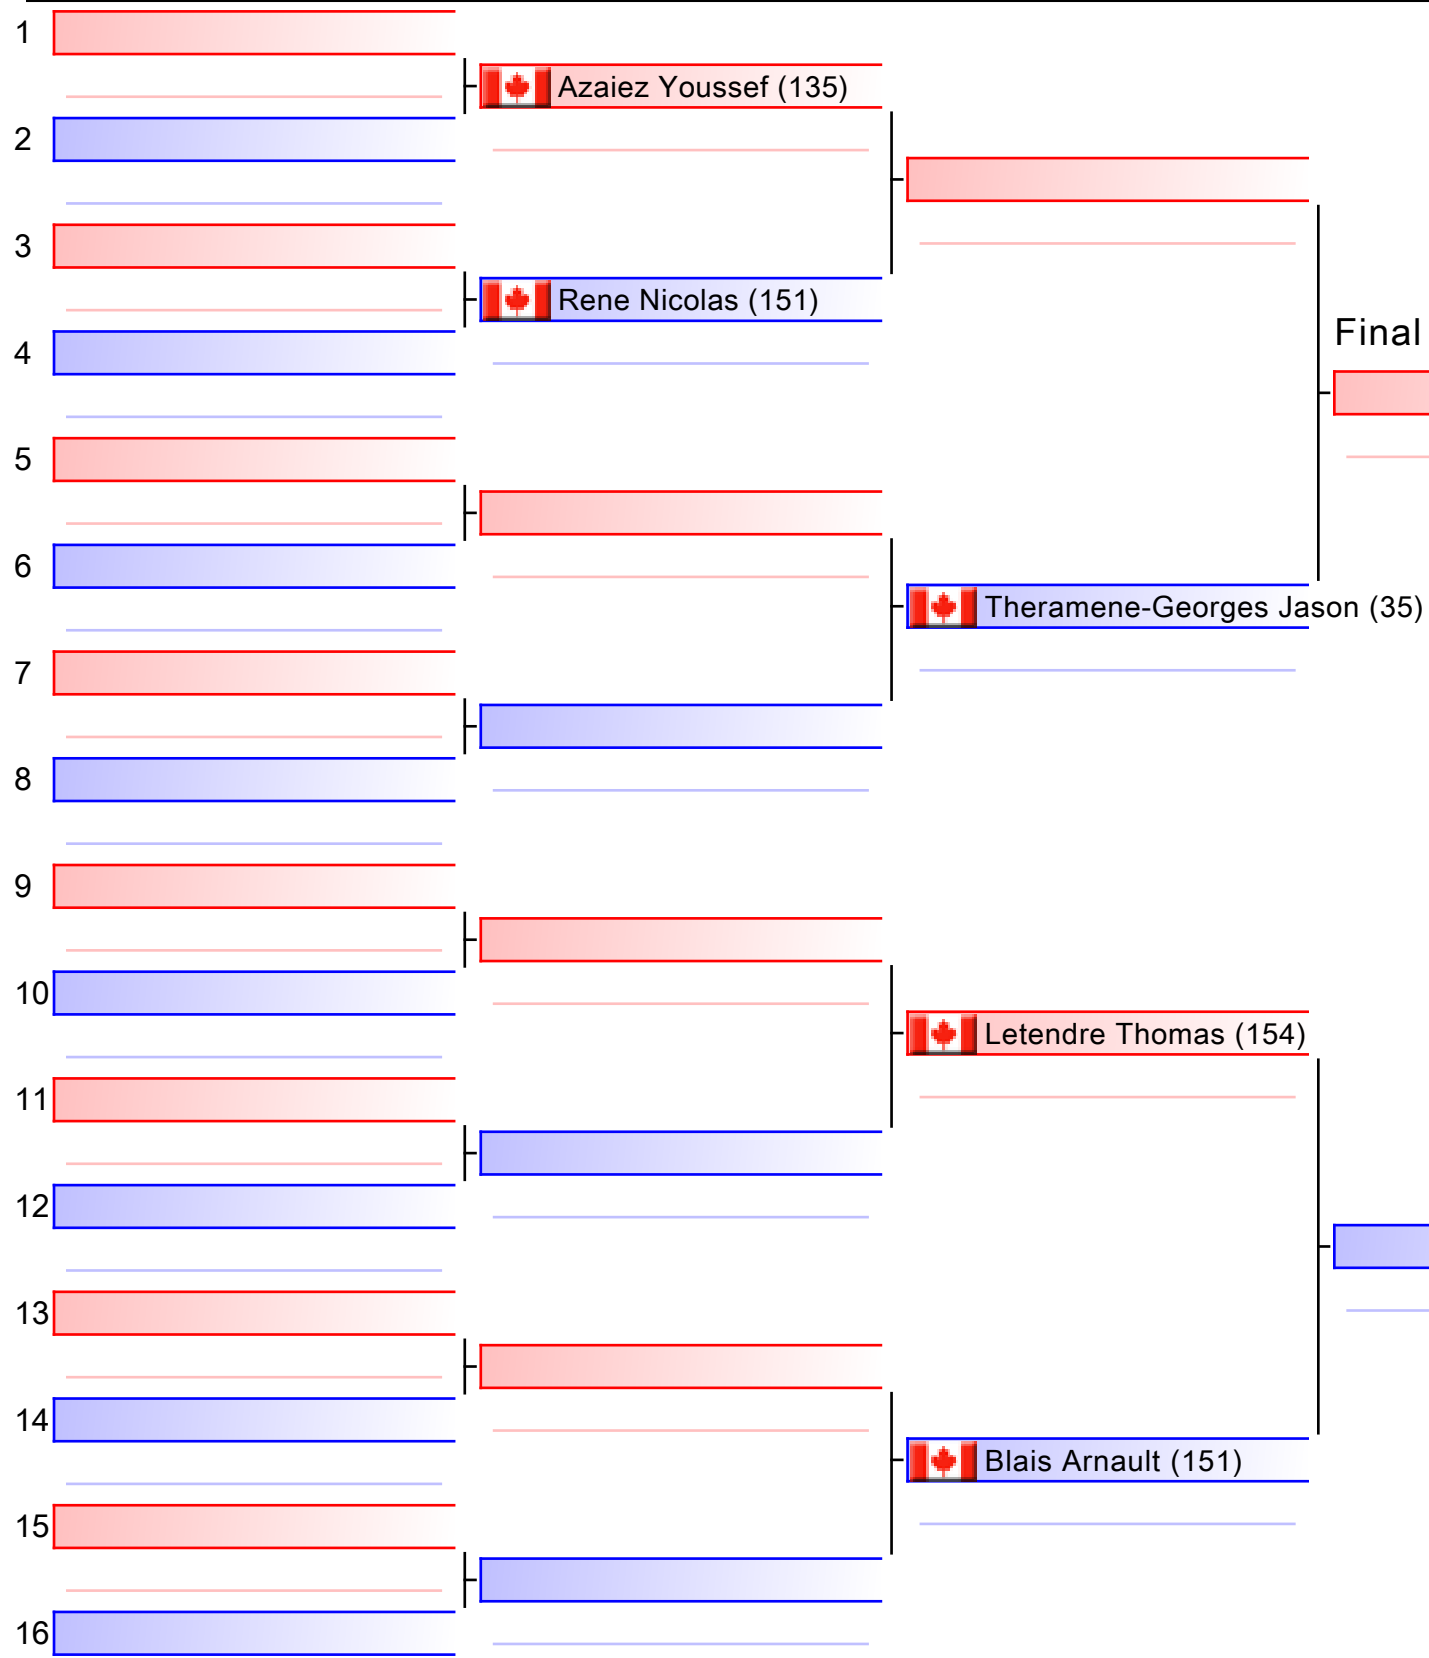 1
Azaiez Youssef (135)
2
3
Rene Nicolas (151)
4
Final
5
6
Theramene-Georges Jason (35)
7
8
9
10
Letendre Thomas (154)
11
12
13
14
Blais Arnault (151)
15
16